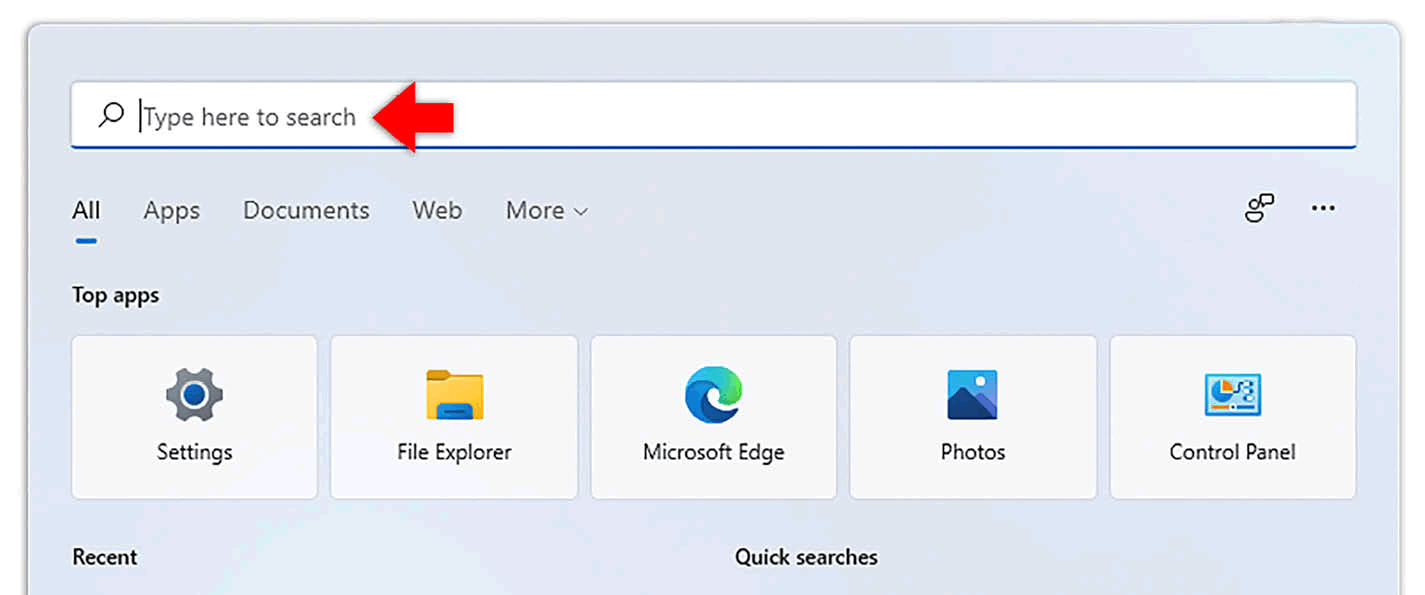 Type here to search
All Apps Documents Web More
Top apps
Settings File Explorer Microsoft Edge Photos Control Panel
Recent Quick searches